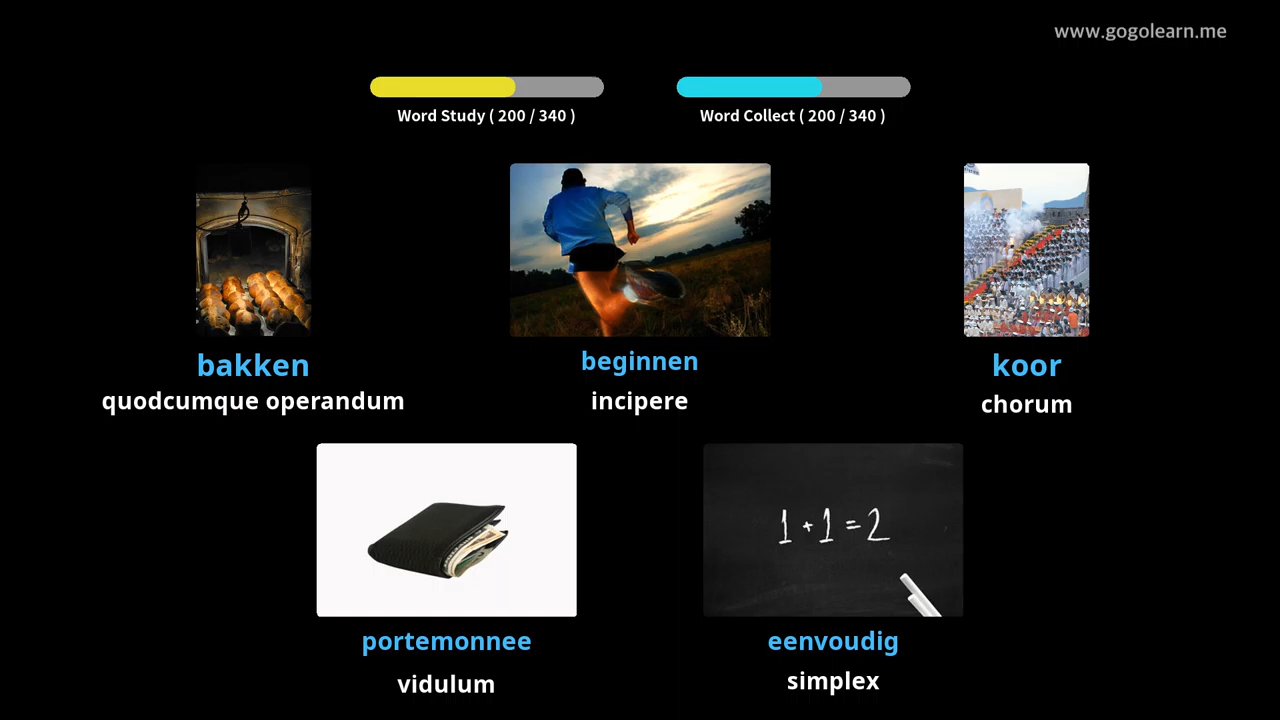 www.gogolearn.me
Word Study ( 200 / 340 )
Word Collect ( 200 / 340 )
bakken
quodcumque operandum
beginnen
incipere
koor
chorum
1 + 1 = 2
portemonnee
vidulum
eenvoudig
simplex